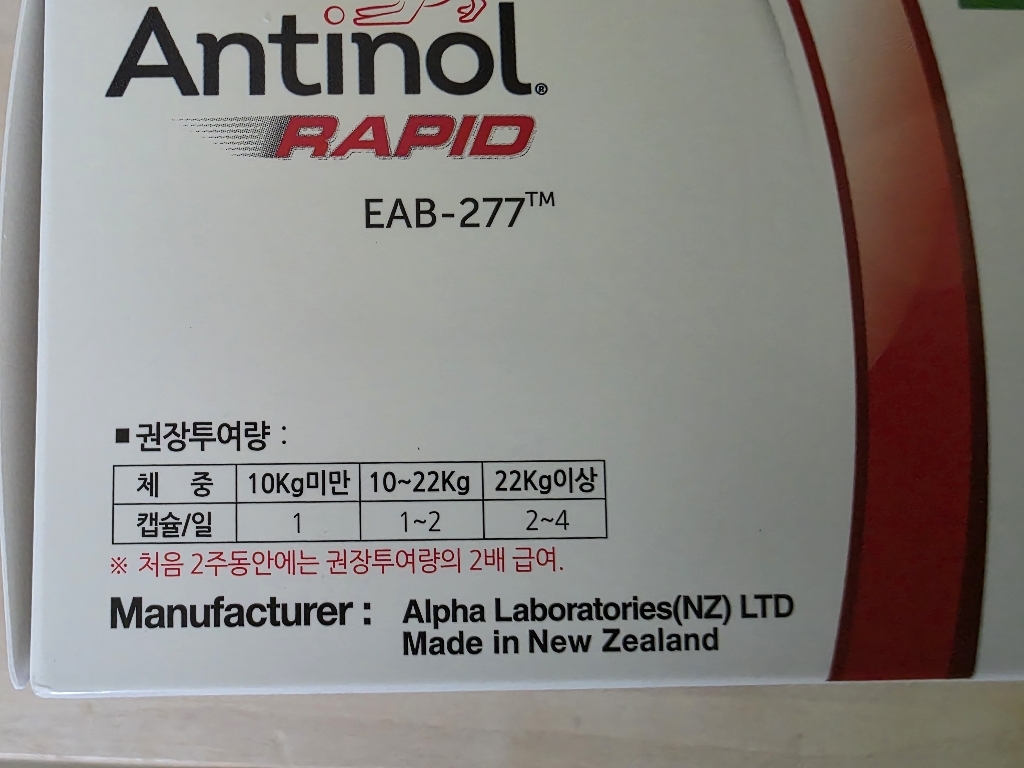 Antinol®
RAPID
EAB-277™
■ 권장투여량 :
체 중 10Kg미만 10~22Kg 22Kg이상
캡슐/일 1 1~2 2~4
※ 처음 2주동안에는 권장투여량의 2배 급여.
Manufacturer : Alpha Laboratories(NZ) LTD
Made in New Zealand